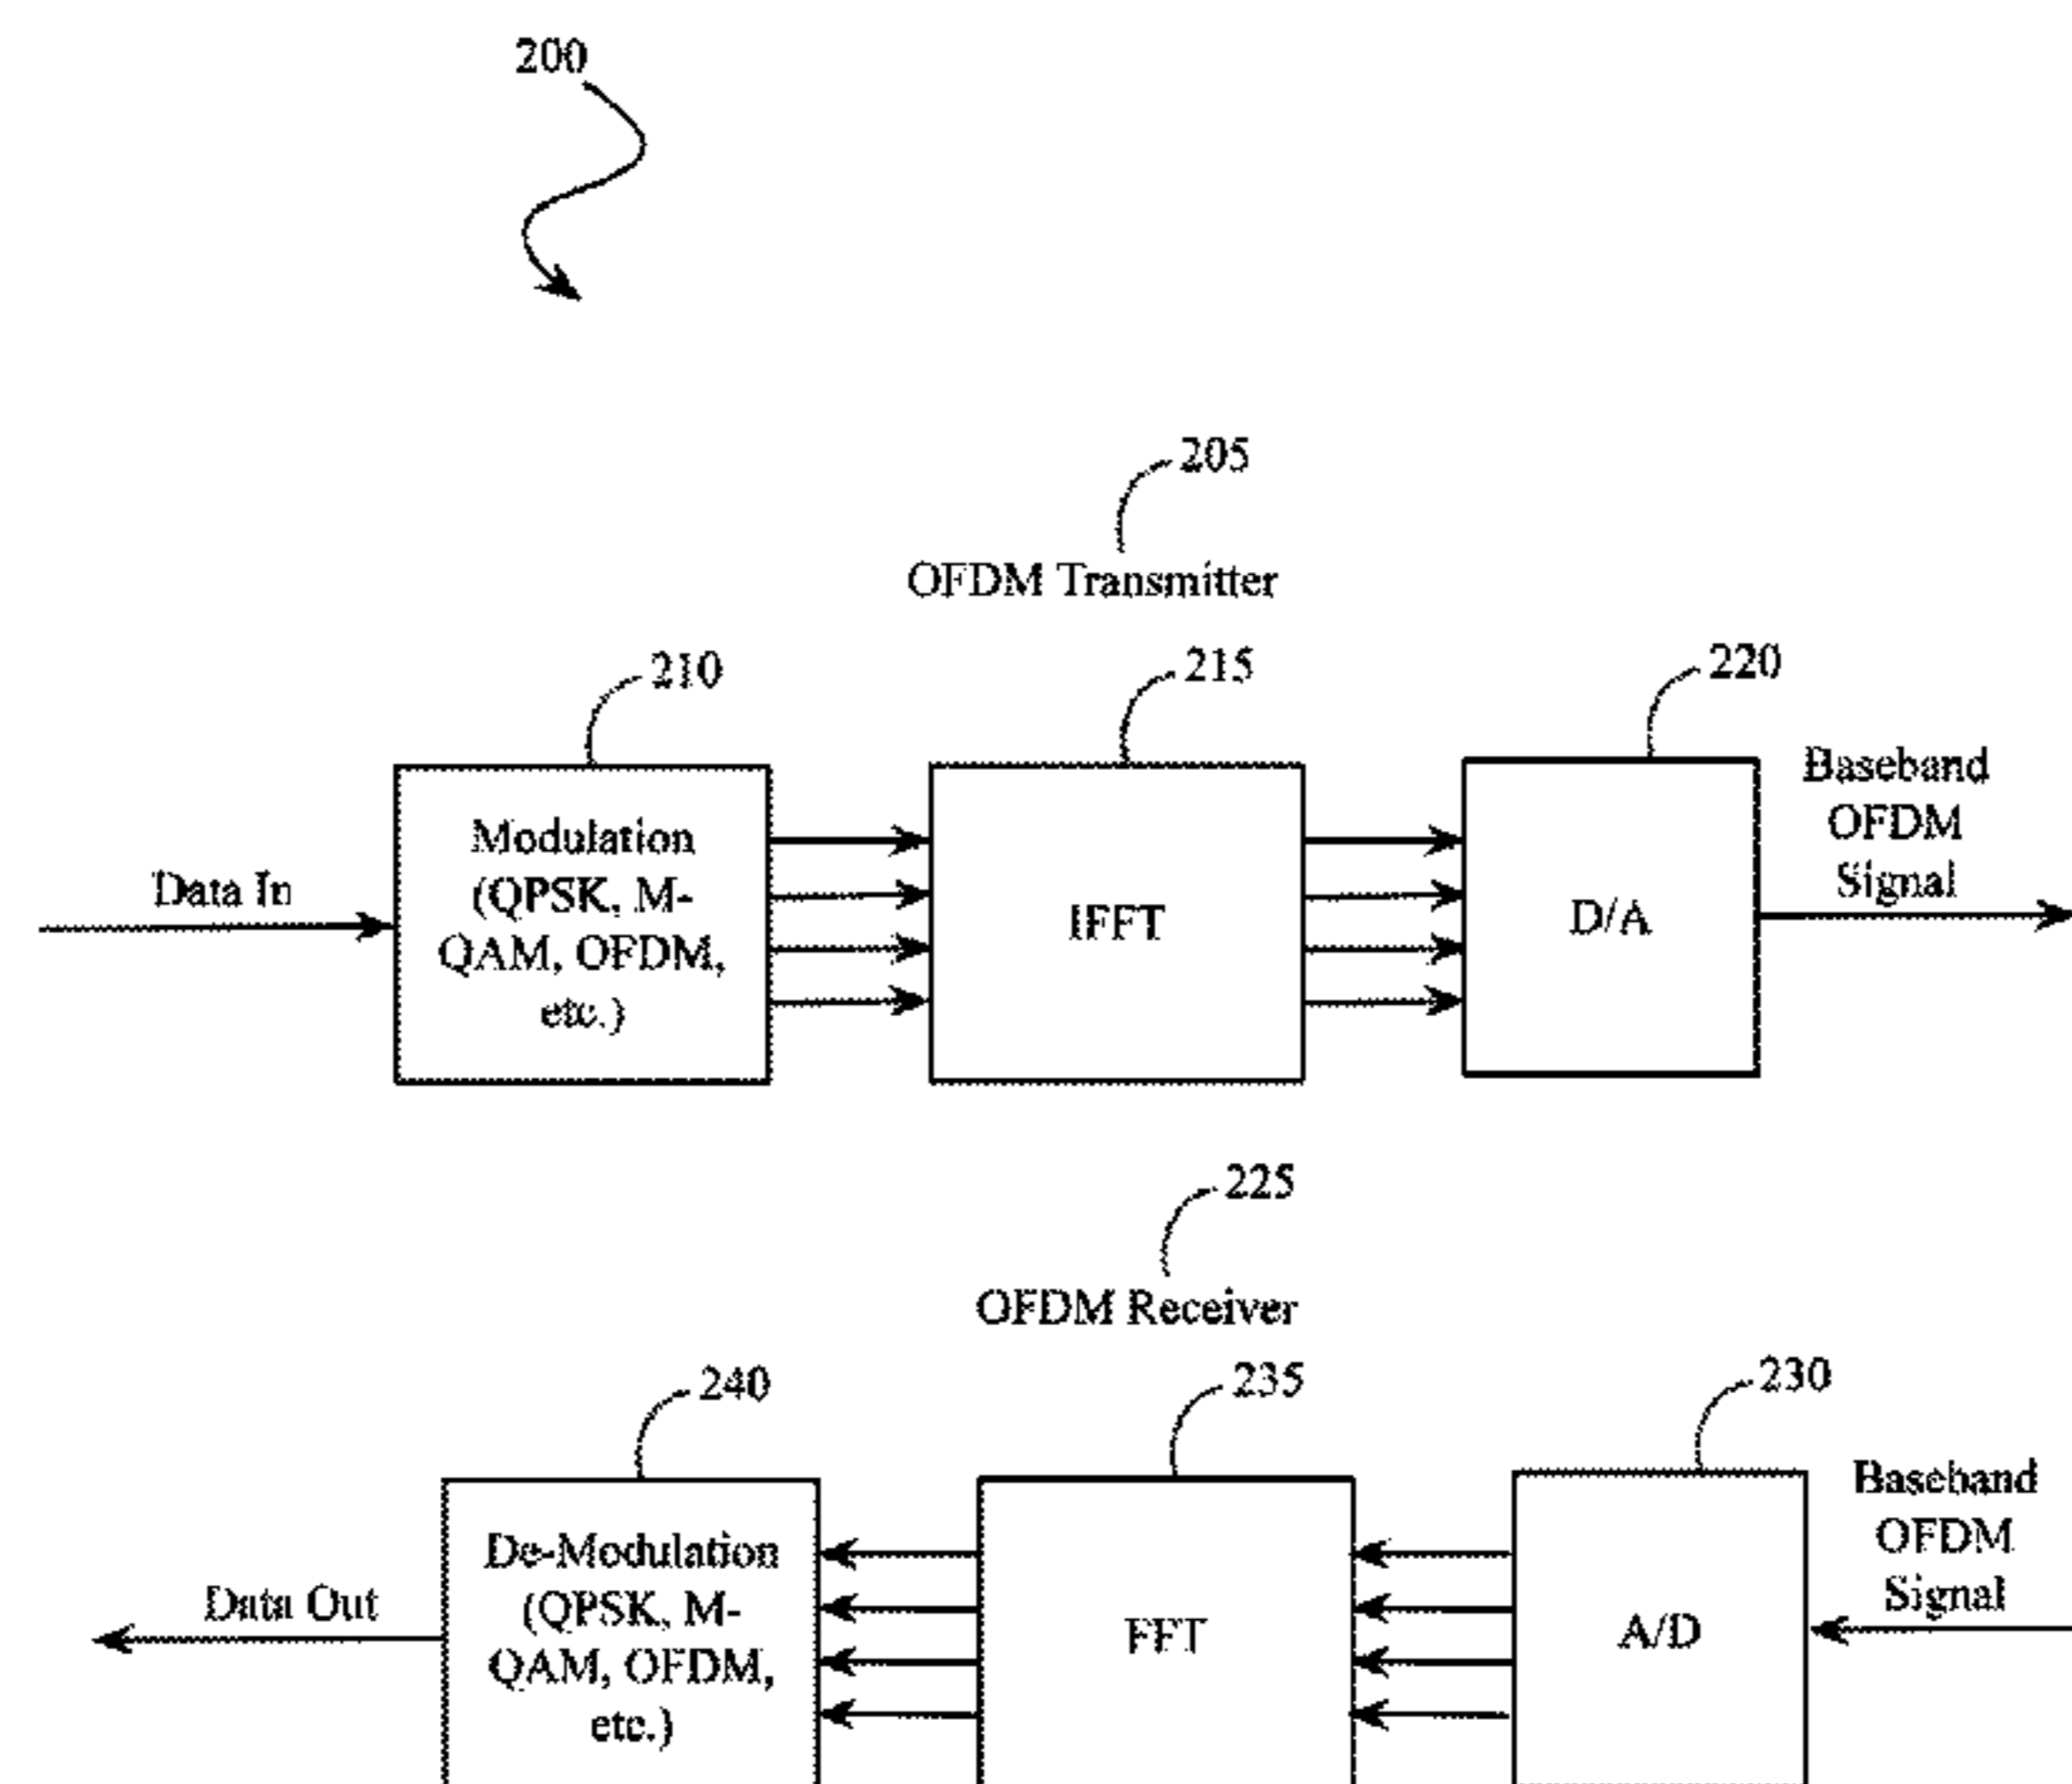 200
205
OFDM Transmitter
210
215
220
Data In
Modulation
(QPSK, M-
QAM, OFDM,
etc.)
IFFT
D/A
Baseband
OFDM
Signal
225
OFDM Receiver
240
235
230
Data Out
De-Modulation
(QPSK, M-
QAM, OFDM,
etc.)
FFT
A/D
Baseband
OFDM
Signal